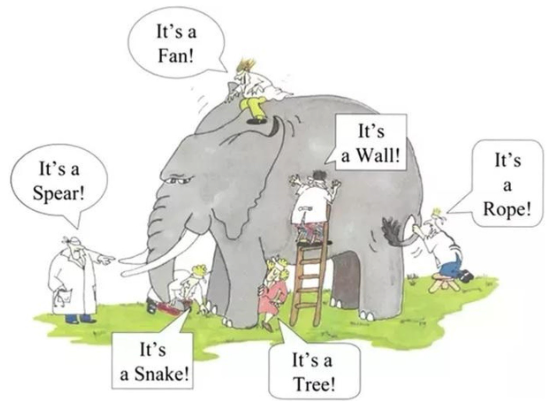 It's a
Fan!
It's
a Wall!
It's a
Spear!
It's
a
Rope!
It's
a Snake!
It's a
Tree!